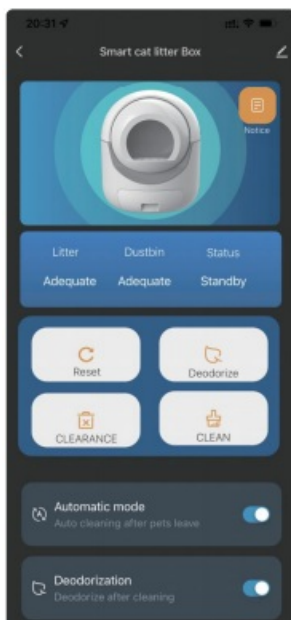 20:31
Smart cat litter Box
Notice
Litter Dustbin Status
Adequate Adequate Standby
Reset Deodorize
CLEARANCE CLEAN
Automatic mode
Auto cleaning after pets leave
Deodorization
Deodorize after cleaning